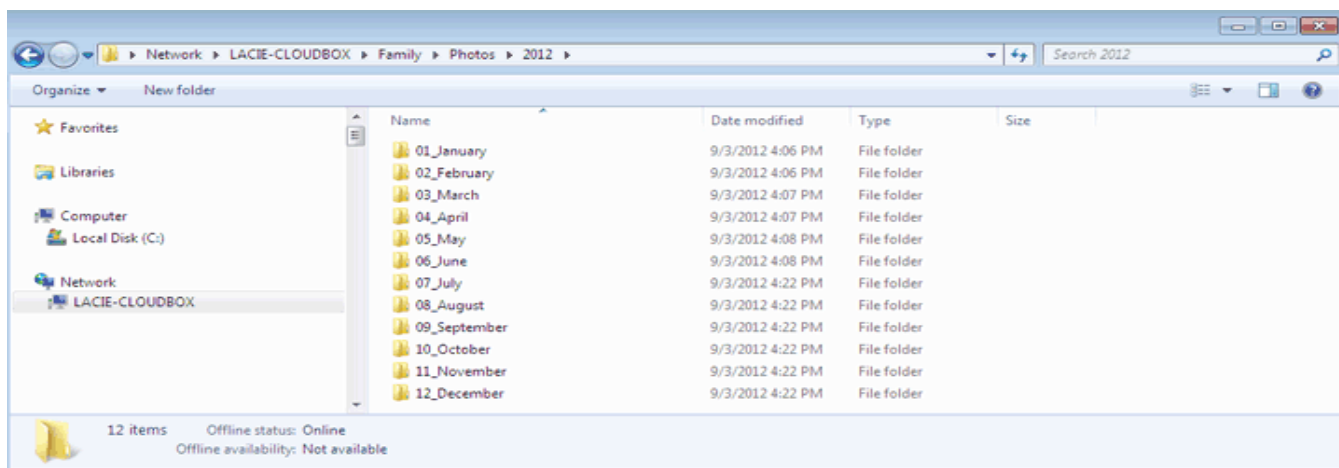 Network ▸ LACIE-CLOUDBOX ▸ Family ▸ Photos ▸ 2012 ▸ Search 2012
Organize ▾ New folder
Favorites
Libraries
Computer
Local Disk (C:)
Network
LACIE-CLOUDBOX
Name Date modified Type Size
01_January 9/3/2012 4:06 PM File folder
02_February 9/3/2012 4:06 PM File folder
03_March 9/3/2012 4:07 PM File folder
04_April 9/3/2012 4:07 PM File folder
05_May 9/3/2012 4:08 PM File folder
06_June 9/3/2012 4:08 PM File folder
07_July 9/3/2012 4:22 PM File folder
08_August 9/3/2012 4:22 PM File folder
09_September 9/3/2012 4:22 PM File folder
10_October 9/3/2012 4:22 PM File folder
11_November 9/3/2012 4:22 PM File folder
12_December 9/3/2012 4:22 PM File folder
12 items Offline status: Online
Offline availability: Not available